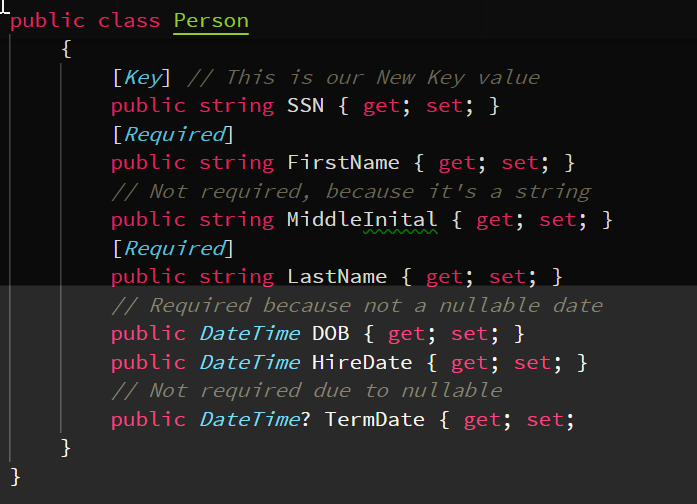 public class Person
{
[Key] // This is our New Key value
public string SSN { get; set; }
[Required]
public string FirstName { get; set; }
// Not required, because it's a string
public string MiddleInital { get; set; }
[Required]
public string LastName { get; set; }
// Required because not a nullable date
public DateTime DOB { get; set; }
public DateTime HireDate { get; set; }
// Not required due to nullable
public DateTime? TermDate { get; set;
}
}